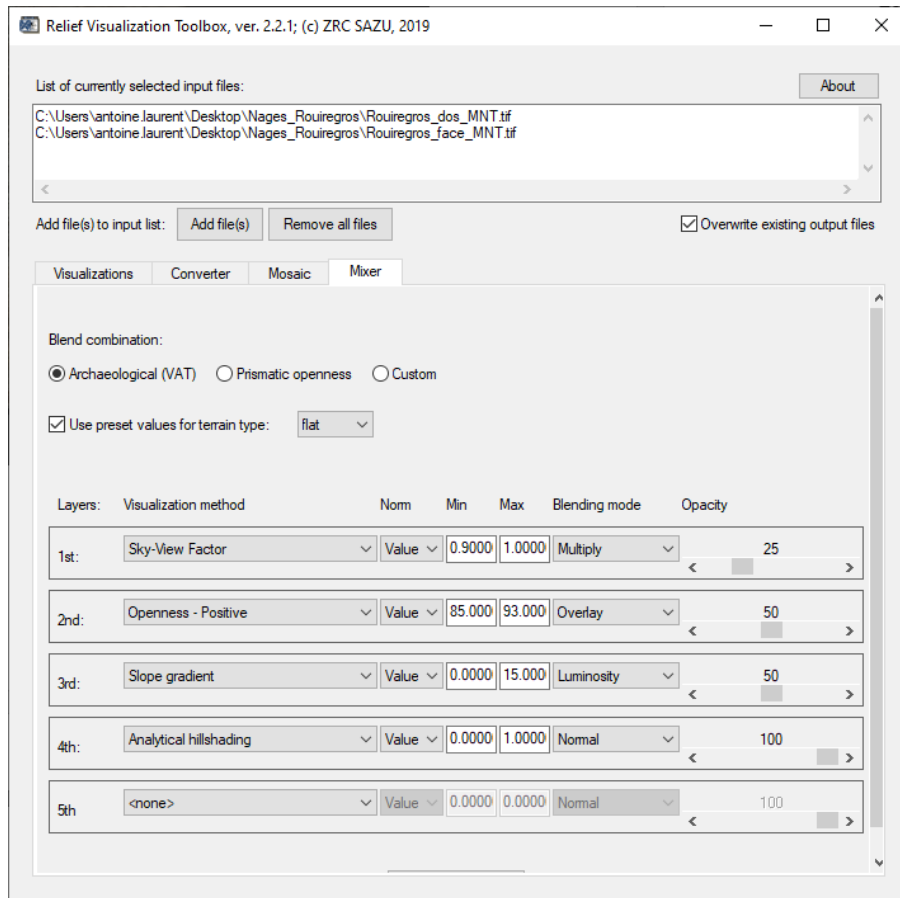 Relief Visualization Toolbox, ver. 2.2.1; (c) ZRC SAZU, 2019
List of currently selected input files:
About
C:\Users\antoine.laurent\Desktop\Nages_Rouiregros\Rouiregros_dos_MNT.tif
C:\Users\antoine.laurent\Desktop\Nages_Rouiregros\Rouiregros_face_MNT.tif
Add file(s) to input list: Add file(s) Remove all files Overwrite existing output files
Visualizations Converter Mosaic Mixer
Blend combination:
Archaeological (VAT) Prismatic openness Custom
Use preset values for terrain type: flat
Layers: Visualization method Norm Min Max Blending mode Opacity
1st: Sky-View Factor Value 0.9000 1.0000 Multiply 25
2nd: Openness - Positive Value 85.000 93.000 Overlay 50
3rd: Slope gradient Value 0.0000 15.000 Luminosity 50
4th: Analytical hillshading Value 0.0000 1.0000 Normal 100
5th <none> Value 0.0000 0.0000 Normal 100